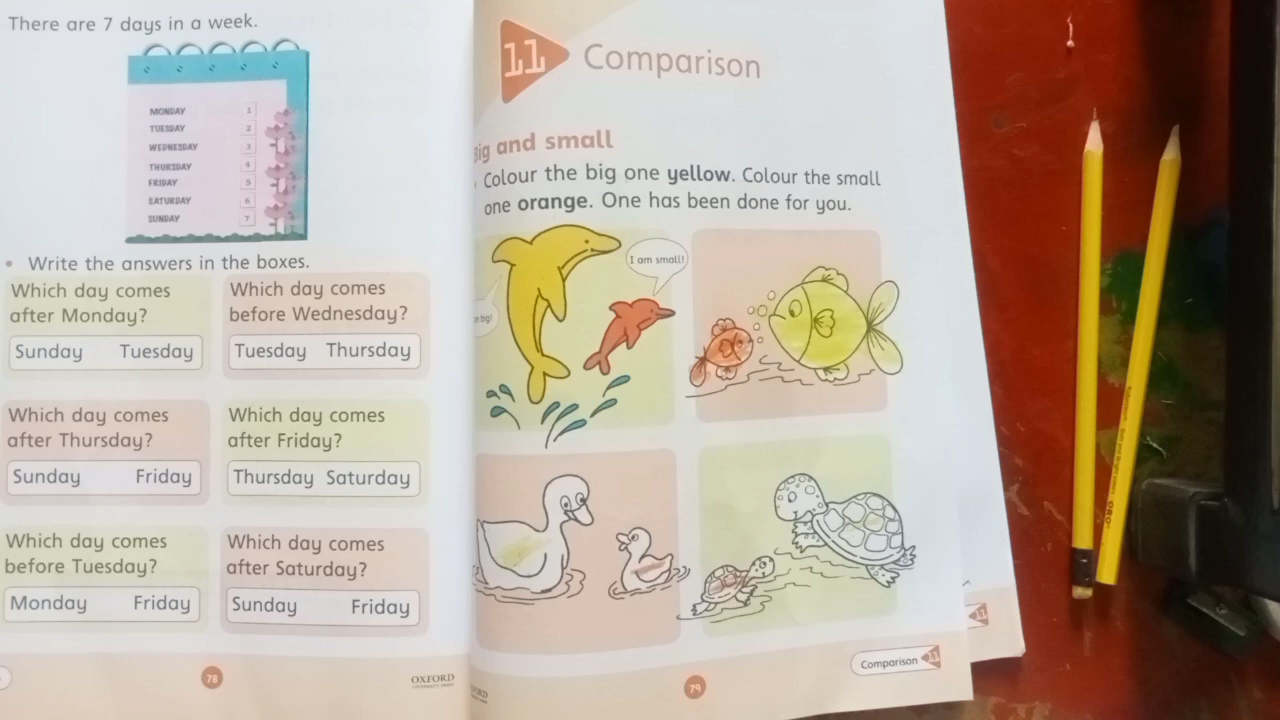 There are 7 days in a week.
MONDAY 1
TUESDAY 2
WEDNESDAY 3
THURSDAY 4
FRIDAY 5
SATURDAY 6
SUNDAY 7
• Write the answers in the boxes.
Which day comes
after Monday?
Sunday Tuesday
Which day comes
before Wednesday?
Tuesday Thursday
Which day comes
after Thursday?
Sunday Friday
Which day comes
after Friday?
Thursday Saturday
Which day comes
before Tuesday?
Monday Friday
Which day comes
after Saturday?
Sunday Friday
78
OXFORD
UNIVERSITY PRESS
11 Comparison
Big and small
Colour the big one yellow. Colour the small
one orange. One has been done for you.
big!
I am small!
79
Comparison 11
11